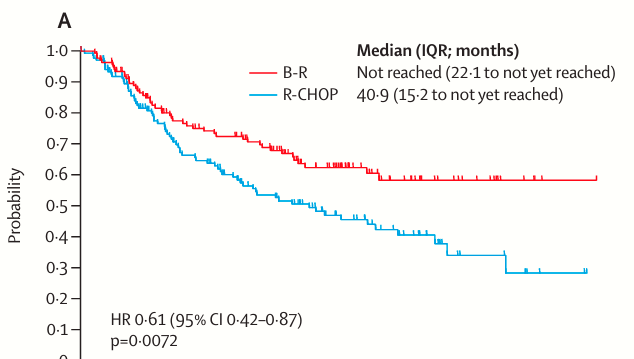 A
Median (IQR; months)
B-R Not reached (22·1 to not yet reached)
R-CHOP 40·9 (15·2 to not yet reached)
1·0
0·9
0·8
0·7
0·6
0·5
0·4
0·3
0·2
0·1
Probability
HR 0·61 (95% CI 0·42–0·87)
p=0·0072